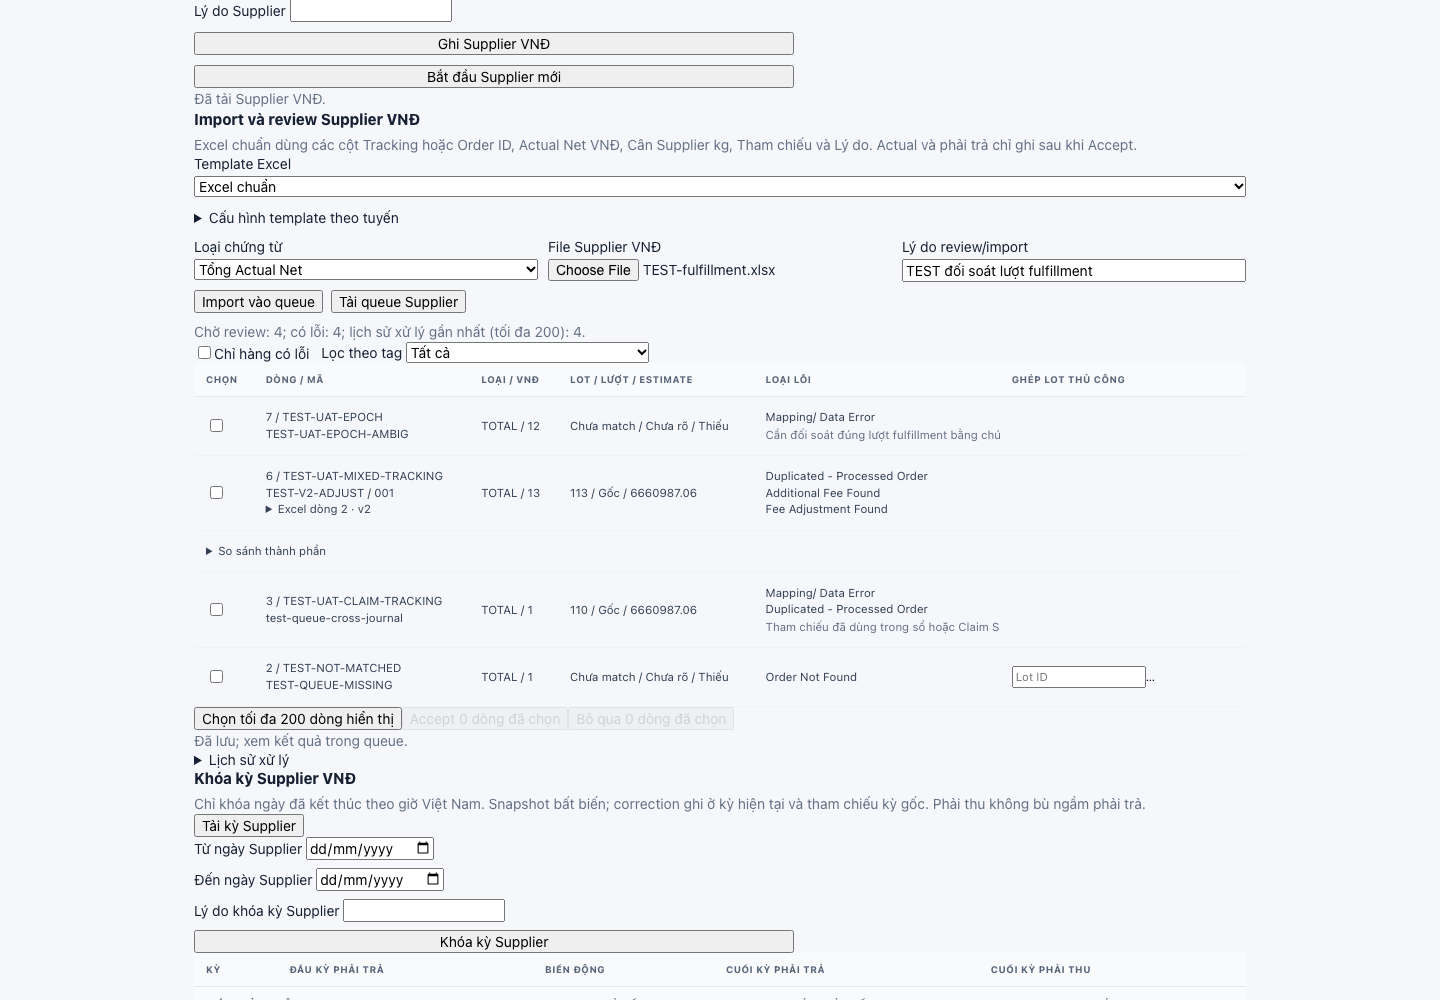 Lý do Supplier
Ghi Supplier VNĐ
Bắt đầu Supplier mới
Đã tải Supplier VNĐ.
Import và review Supplier VNĐ
Excel chuẩn dùng các cột Tracking hoặc Order ID, Actual Net VNĐ, Cân Supplier kg, Tham chiếu và Lý do. Actual và phải trả chỉ ghi sau khi Accept.
Template Excel
Excel chuẩn
Cấu hình template theo tuyến
Loại chứng từ File Supplier VNĐ Lý do review/import
Tổng Actual Net Choose File TEST-fulfillment.xlsx TEST đối soát lượt fulfillment
Import vào queue Tải queue Supplier
Chờ review: 4; có lỗi: 4; lịch sử xử lý gần nhất (tối đa 200): 4.
Chỉ hàng có lỗi Lọc theo tag Tất cả
CHỌN DÒNG / MÃ LOẠI / VNĐ LOT / LƯỢT / ESTIMATE LOẠI LỖI GHÉP LOT THỦ CÔNG
7 / TEST-UAT-EPOCH
TEST-UAT-EPOCH-AMBIG
TOTAL / 12
Chưa match / Chưa rõ / Thiếu
Mapping/ Data Error
Cần đối soát đúng lượt fulfillment bằng chú
6 / TEST-UAT-MIXED-TRACKING
TEST-V2-ADJUST / 001
Excel dòng 2 · v2
TOTAL / 13
113 / Gốc / 6660987.06
Duplicated - Processed Order
Additional Fee Found
Fee Adjustment Found
So sánh thành phần
3 / TEST-UAT-CLAIM-TRACKING
test-queue-cross-journal
TOTAL / 1
110 / Gốc / 6660987.06
Mapping/ Data Error
Duplicated - Processed Order
Tham chiếu đã dùng trong sổ hoặc Claim S
2 / TEST-NOT-MATCHED
TEST-QUEUE-MISSING
TOTAL / 1
Chưa match / Chưa rõ / Thiếu
Order Not Found
Lot ID ...
Chọn tối đa 200 dòng hiển thị Accept 0 dòng đã chọn Bỏ qua 0 dòng đã chọn
Đã lưu; xem kết quả trong queue.
Lịch sử xử lý
Khóa kỳ Supplier VNĐ
Chỉ khóa ngày đã kết thúc theo giờ Việt Nam. Snapshot bất biến; correction ghi ở kỳ hiện tại và tham chiếu kỳ gốc. Phải thu không bù ngầm phải trả.
Tải kỳ Supplier
Từ ngày Supplier dd/mm/yyyy
Đến ngày Supplier dd/mm/yyyy
Lý do khóa kỳ Supplier
Khóa kỳ Supplier
KỲ ĐẦU KỲ PHẢI TRẢ BIẾN ĐỘNG CUỐI KỲ PHẢI TRẢ CUỐI KỲ PHẢI THU